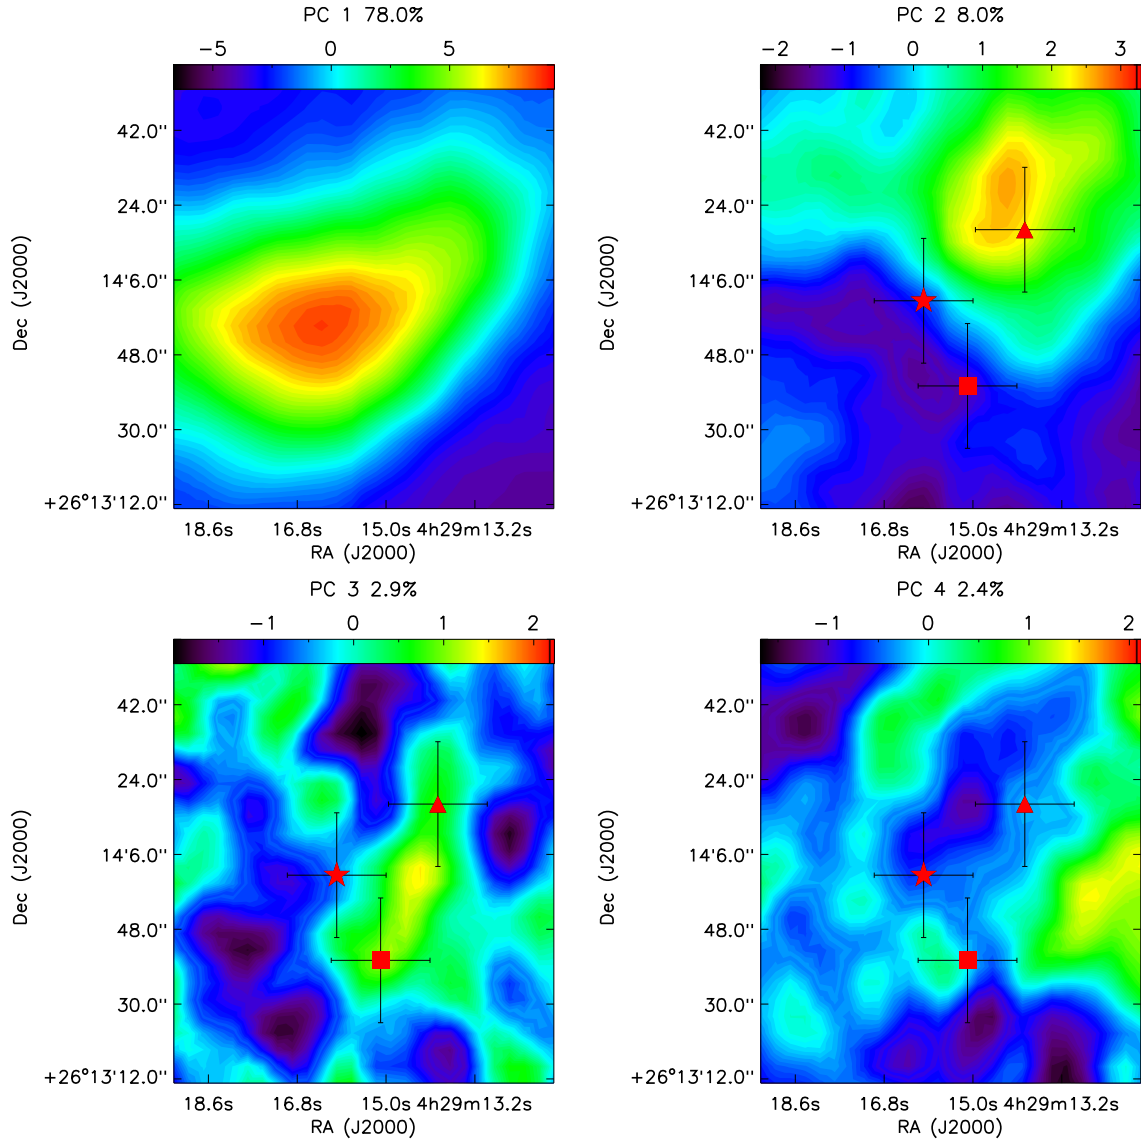 PC 1 78.0%
−5 0 5
Dec (J2000)
42.0''
24.0''
14'6.0''
48.0''
30.0''
+26°13'12.0''
18.6s 16.8s 15.0s 4h29m13.2s
RA (J2000)
PC 2 8.0%
−2 −1 0 1 2 3
Dec (J2000)
42.0''
24.0''
14'6.0''
48.0''
30.0''
+26°13'12.0''
18.6s 16.8s 15.0s 4h29m13.2s
RA (J2000)
PC 3 2.9%
−1 0 1 2
Dec (J2000)
42.0''
24.0''
14'6.0''
48.0''
30.0''
+26°13'12.0''
18.6s 16.8s 15.0s 4h29m13.2s
RA (J2000)
PC 4 2.4%
−1 0 1 2
Dec (J2000)
42.0''
24.0''
14'6.0''
48.0''
30.0''
+26°13'12.0''
18.6s 16.8s 15.0s 4h29m13.2s
RA (J2000)